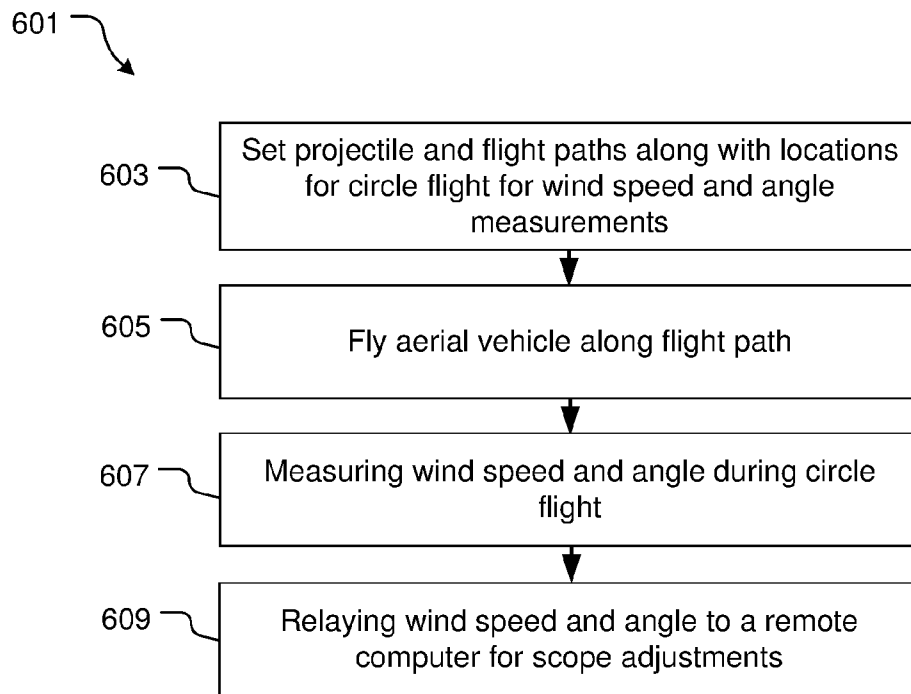 601
603
Set projectile and flight paths along with locations
for circle flight for wind speed and angle
measurements
605
Fly aerial vehicle along flight path
607
Measuring wind speed and angle during circle
flight
609
Relaying wind speed and angle to a remote
computer for scope adjustments